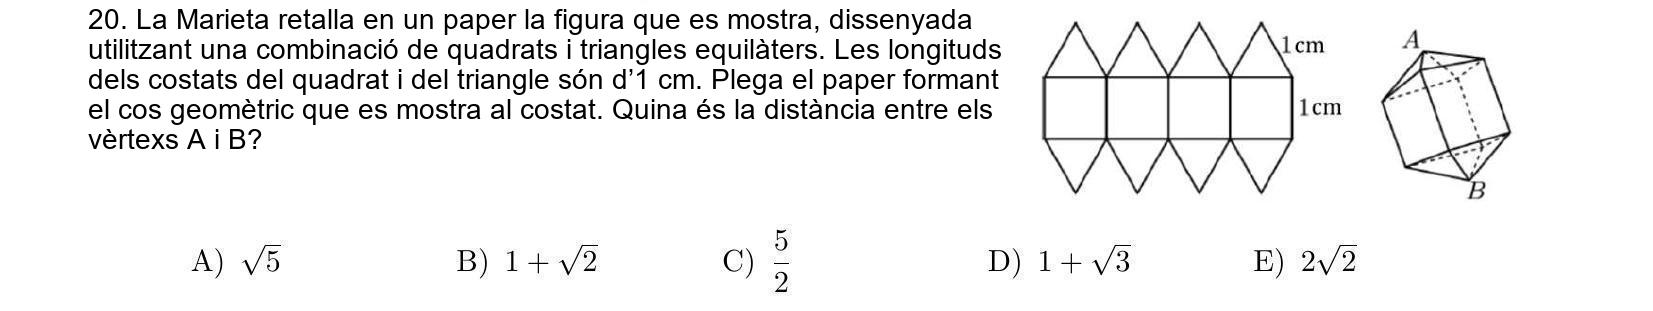 20. La Marieta retalla en un paper la figura que es mostra, dissenyada
utilitzant una combinació de quadrats i triangles equilàters. Les longituds
dels costats del quadrat i del triangle són d’1 cm. Plega el paper formant
el cos geomètric que es mostra al costat. Quina és la distància entre els
vèrtexs A i B?
1cm
1cm
A
B
A) √5 B) 1 + √2 C) 5/2 D) 1 + √3 E) 2√2